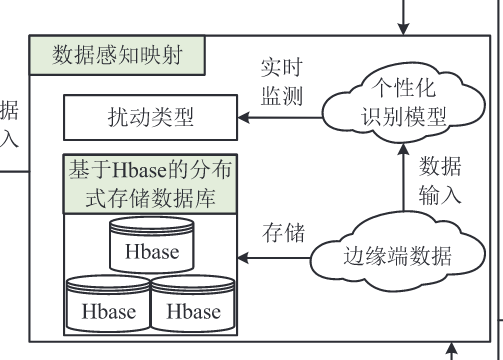 数据感知映射
实时
监测
个性化
识别模型
据
入
扰动类型
基于Hbase的分布
式存储数据库
数据
输入
Hbase
存储
边缘端数据
Hbase
Hbase